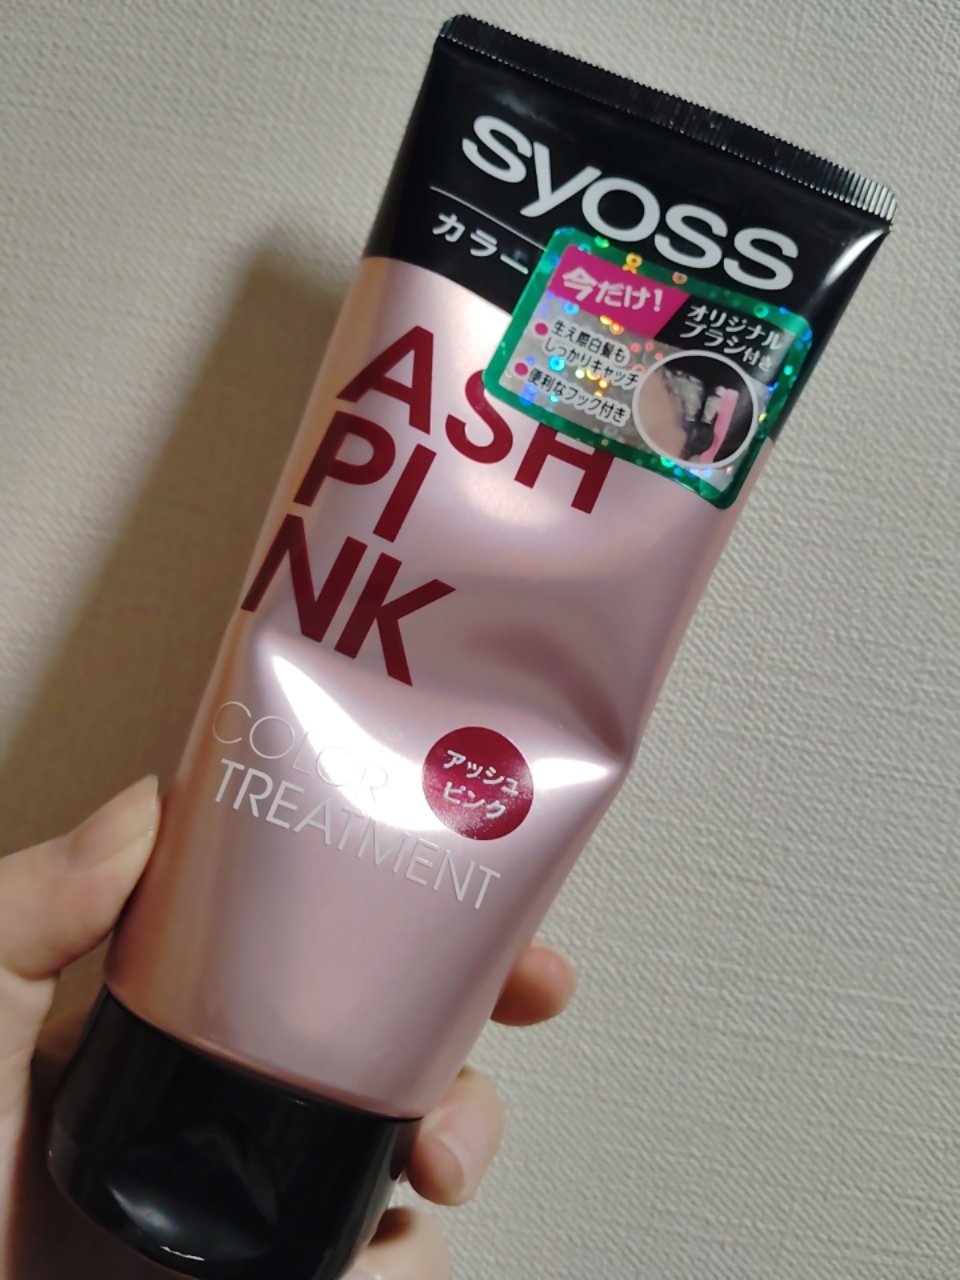 syoss
カラー
今だけ!
オリジナル
ブラシ付き
生え際白髪も
しっかりキャッチ
便利なフック付き
ASH
PI
NK
COLOR
TREATMENT
アッシュ
ピンク